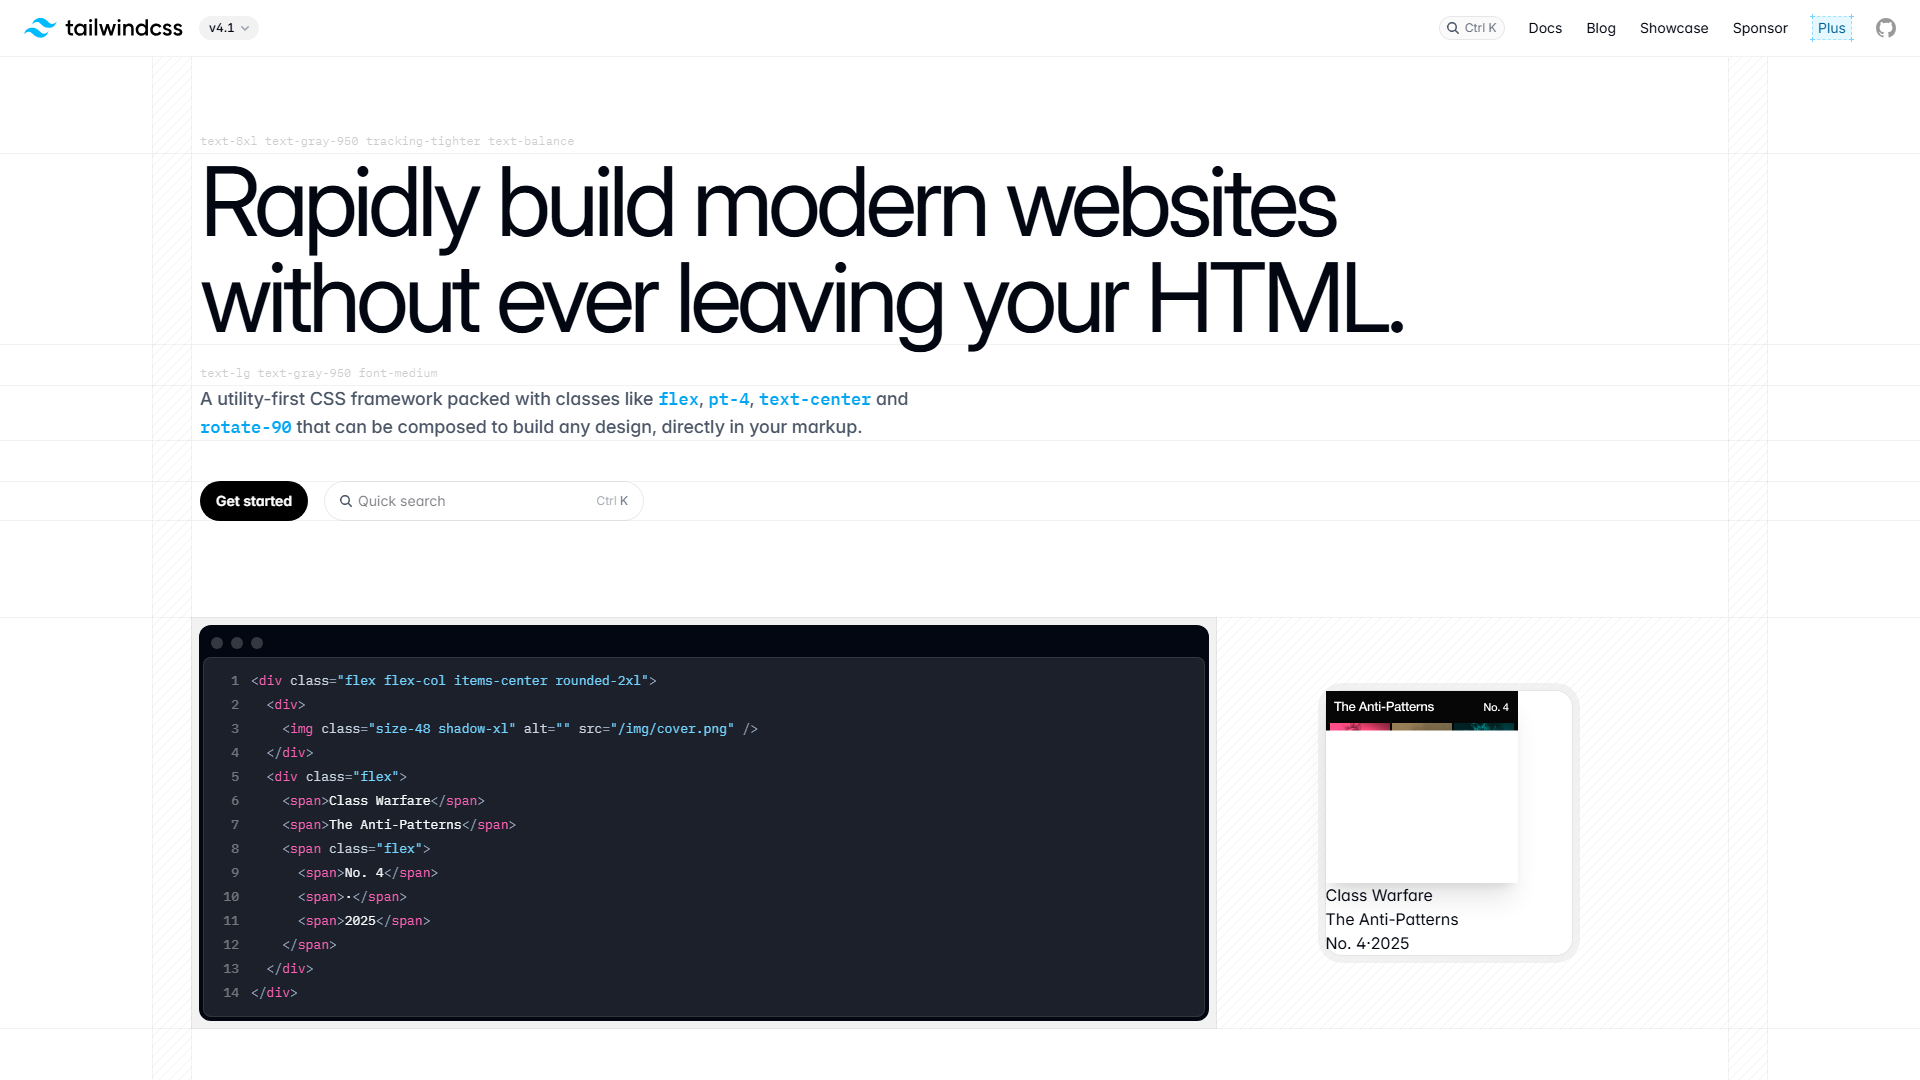 tailwindcss v4.1 Ctrl K Docs Blog Showcase Sponsor Plus
text-8xl text-gray-950 tracking-tighter text-balance
Rapidly build modern websites
without ever leaving your HTML.
text-lg text-gray-950 font-medium
A utility-first CSS framework packed with classes like flex, pt-4, text-center and
rotate-90 that can be composed to build any design, directly in your markup.
Get started Quick search Ctrl K
1 <div class="flex flex-col items-center rounded-2xl">
2 <div>
3 <img class="size-48 shadow-xl" alt="" src="/img/cover.png" />
4 </div>
5 <div class="flex">
6 <span>Class Warfare</span>
7 <span>The Anti-Patterns</span>
8 <span class="flex">
9 <span>No. 4</span>
10 <span>·</span>
11 <span>2025</span>
12 </span>
13 </div>
14 </div>
The Anti-Patterns No. 4
Class Warfare
The Anti-Patterns
No. 4·2025